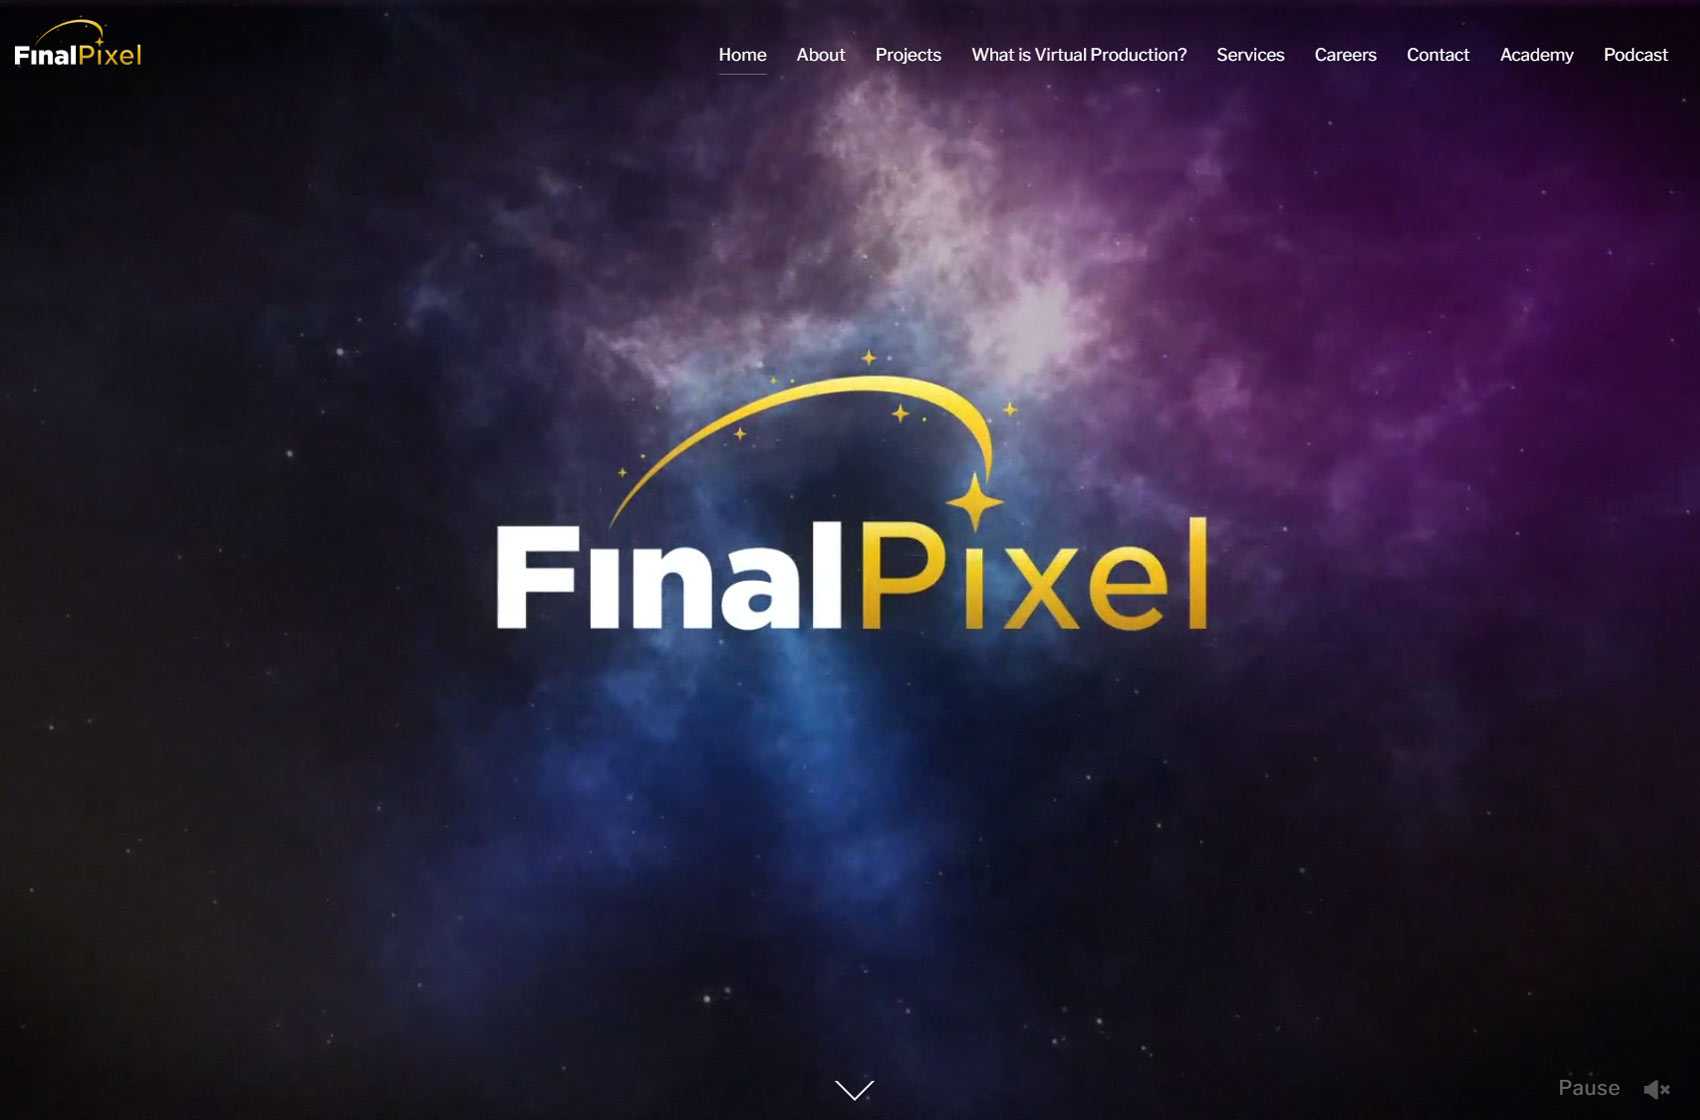 FinalPixel
Home About Projects What is Virtual Production? Services Careers Contact Academy Podcast
FinalPixel
Pause